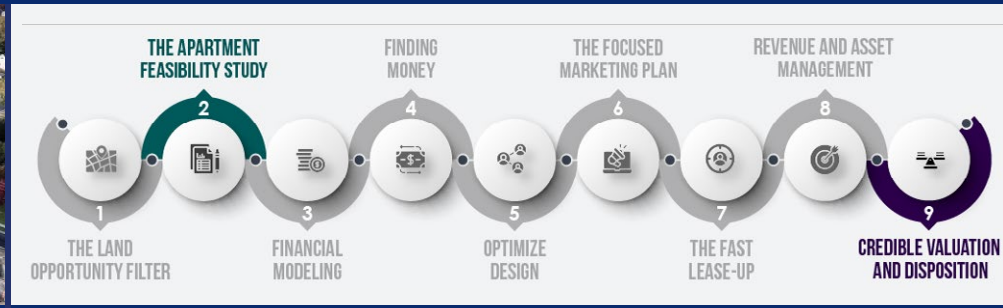 THE APARTMENT
FEASIBILITY STUDY
FINDING
MONEY
THE FOCUSED
MARKETING PLAN
REVENUE AND ASSET
MANAGEMENT
2
4
6
8
$
$
1
3
5
7
9
THE LAND
OPPORTUNITY FILTER
FINANCIAL
MODELING
OPTIMIZE
DESIGN
THE FAST
LEASE-UP
CREDIBLE VALUATION
AND DISPOSITION